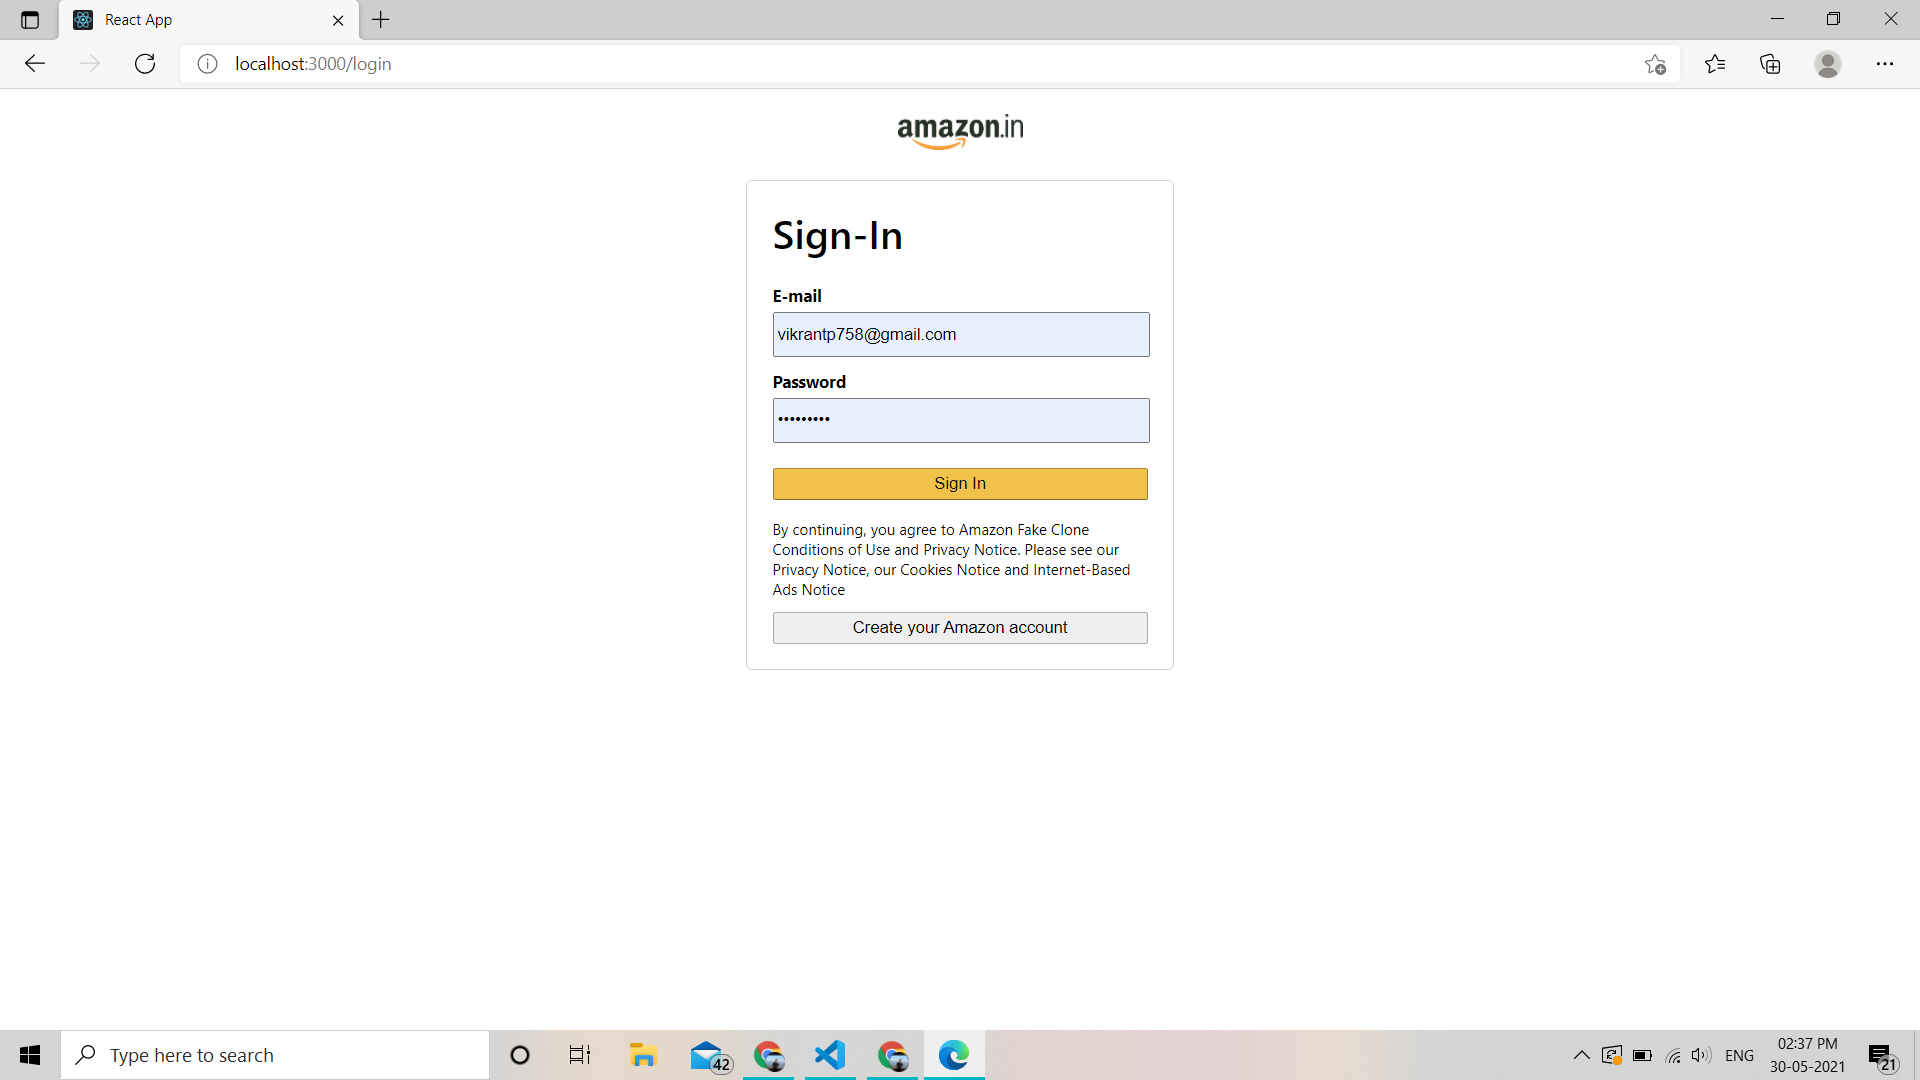 React App
localhost:3000/login
amazon.in
Sign-In
E-mail
vikrantp758@gmail.com
Password
•••••••••
Sign In
By continuing, you agree to Amazon Fake Clone
Conditions of Use and Privacy Notice. Please see our
Privacy Notice, our Cookies Notice and Internet-Based
Ads Notice
Create your Amazon account
Type here to search
42
ENG
02:37 PM
30-05-2021
21